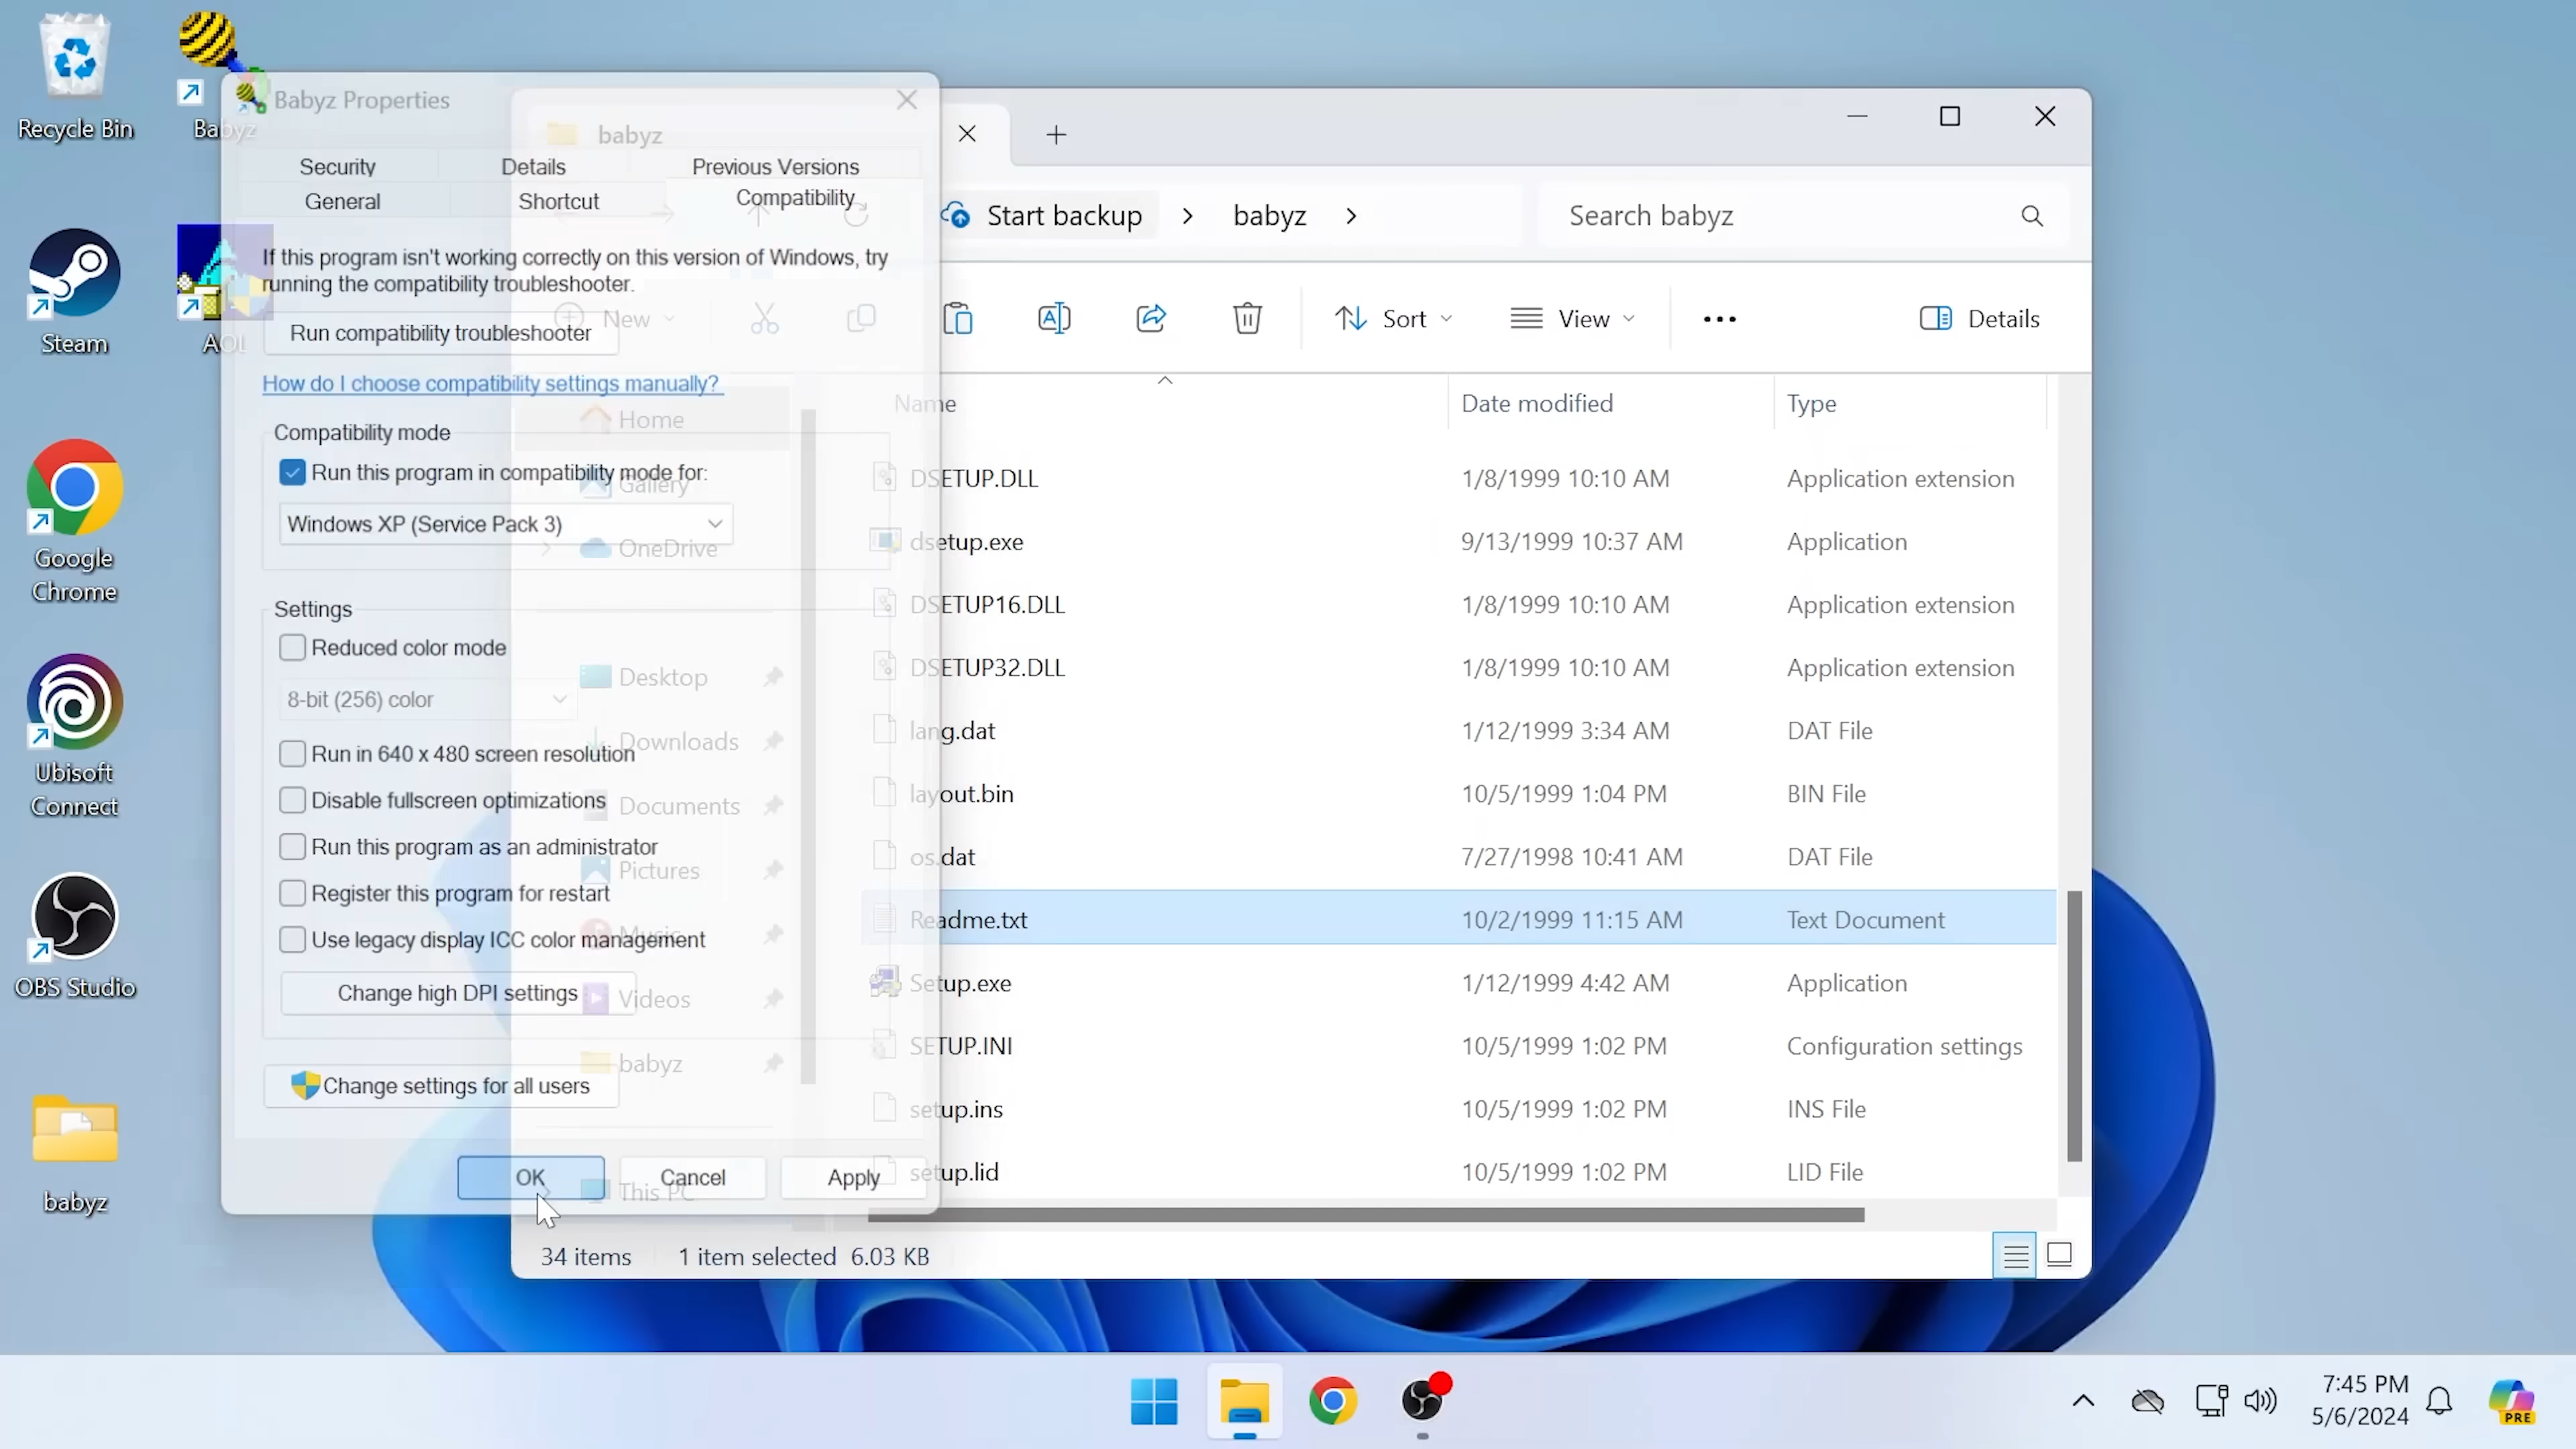 Recycle Bin
Babyz
Steam
AOL
Google
Chrome
Ubisoft
Connect
OBS Studio
babyz
Babyz Properties
Security
Details
Previous Versions
General
Shortcut
Compatibility
If this program isn't working correctly on this version of Windows, try
running the compatibility troubleshooter.
Run compatibility troubleshooter
How do I choose compatibility settings manually?
Compatibility mode
Run this program in compatibility mode for:
Windows XP (Service Pack 3)
Settings
Reduced color mode
8-bit (256) color
Run in 640 x 480 screen resolution
Disable fullscreen optimizations
Run this program as an administrator
Register this program for restart
Use legacy display ICC color management
Change high DPI settings
Change settings for all users
OK
Cancel
Apply
babyz
Start backup
babyz
Search babyz
New
Sort
View
Details
Home
Gallery
OneDrive
Desktop
Downloads
Documents
Pictures
Music
Videos
babyz
This PC
Name Date modified Type
DSETUP.DLL 1/8/1999 10:10 AM Application extension
dsetup.exe 9/13/1999 10:37 AM Application
DSETUP16.DLL 1/8/1999 10:10 AM Application extension
DSETUP32.DLL 1/8/1999 10:10 AM Application extension
lang.dat 1/12/1999 3:34 AM DAT File
layout.bin 10/5/1999 1:04 PM BIN File
os.dat 7/27/1998 10:41 AM DAT File
Readme.txt 10/2/1999 11:15 AM Text Document
Setup.exe 1/12/1999 4:42 AM Application
SETUP.INI 10/5/1999 1:02 PM Configuration settings
setup.ins 10/5/1999 1:02 PM INS File
setup.lid 10/5/1999 1:02 PM LID File
34 items 1 item selected 6.03 KB
7:45 PM
5/6/2024
PRE